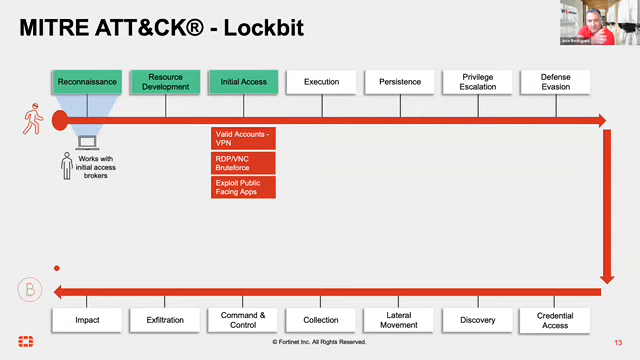 MITRE ATT&CK® - Lockbit
Reconnaissance
Resource
Development
Initial Access
Execution
Persistence
Privilege
Escalation
Defense
Evasion
Works with
initial access
brokers
Valid Accounts -
VPN
RDP/VNC
Bruteforce
Exploit Public
Facing Apps
Impact
Exfiltration
Command &
Control
Collection
Lateral
Movement
Discovery
Credential
Access
© Fortinet Inc. All Rights Reserved.
13